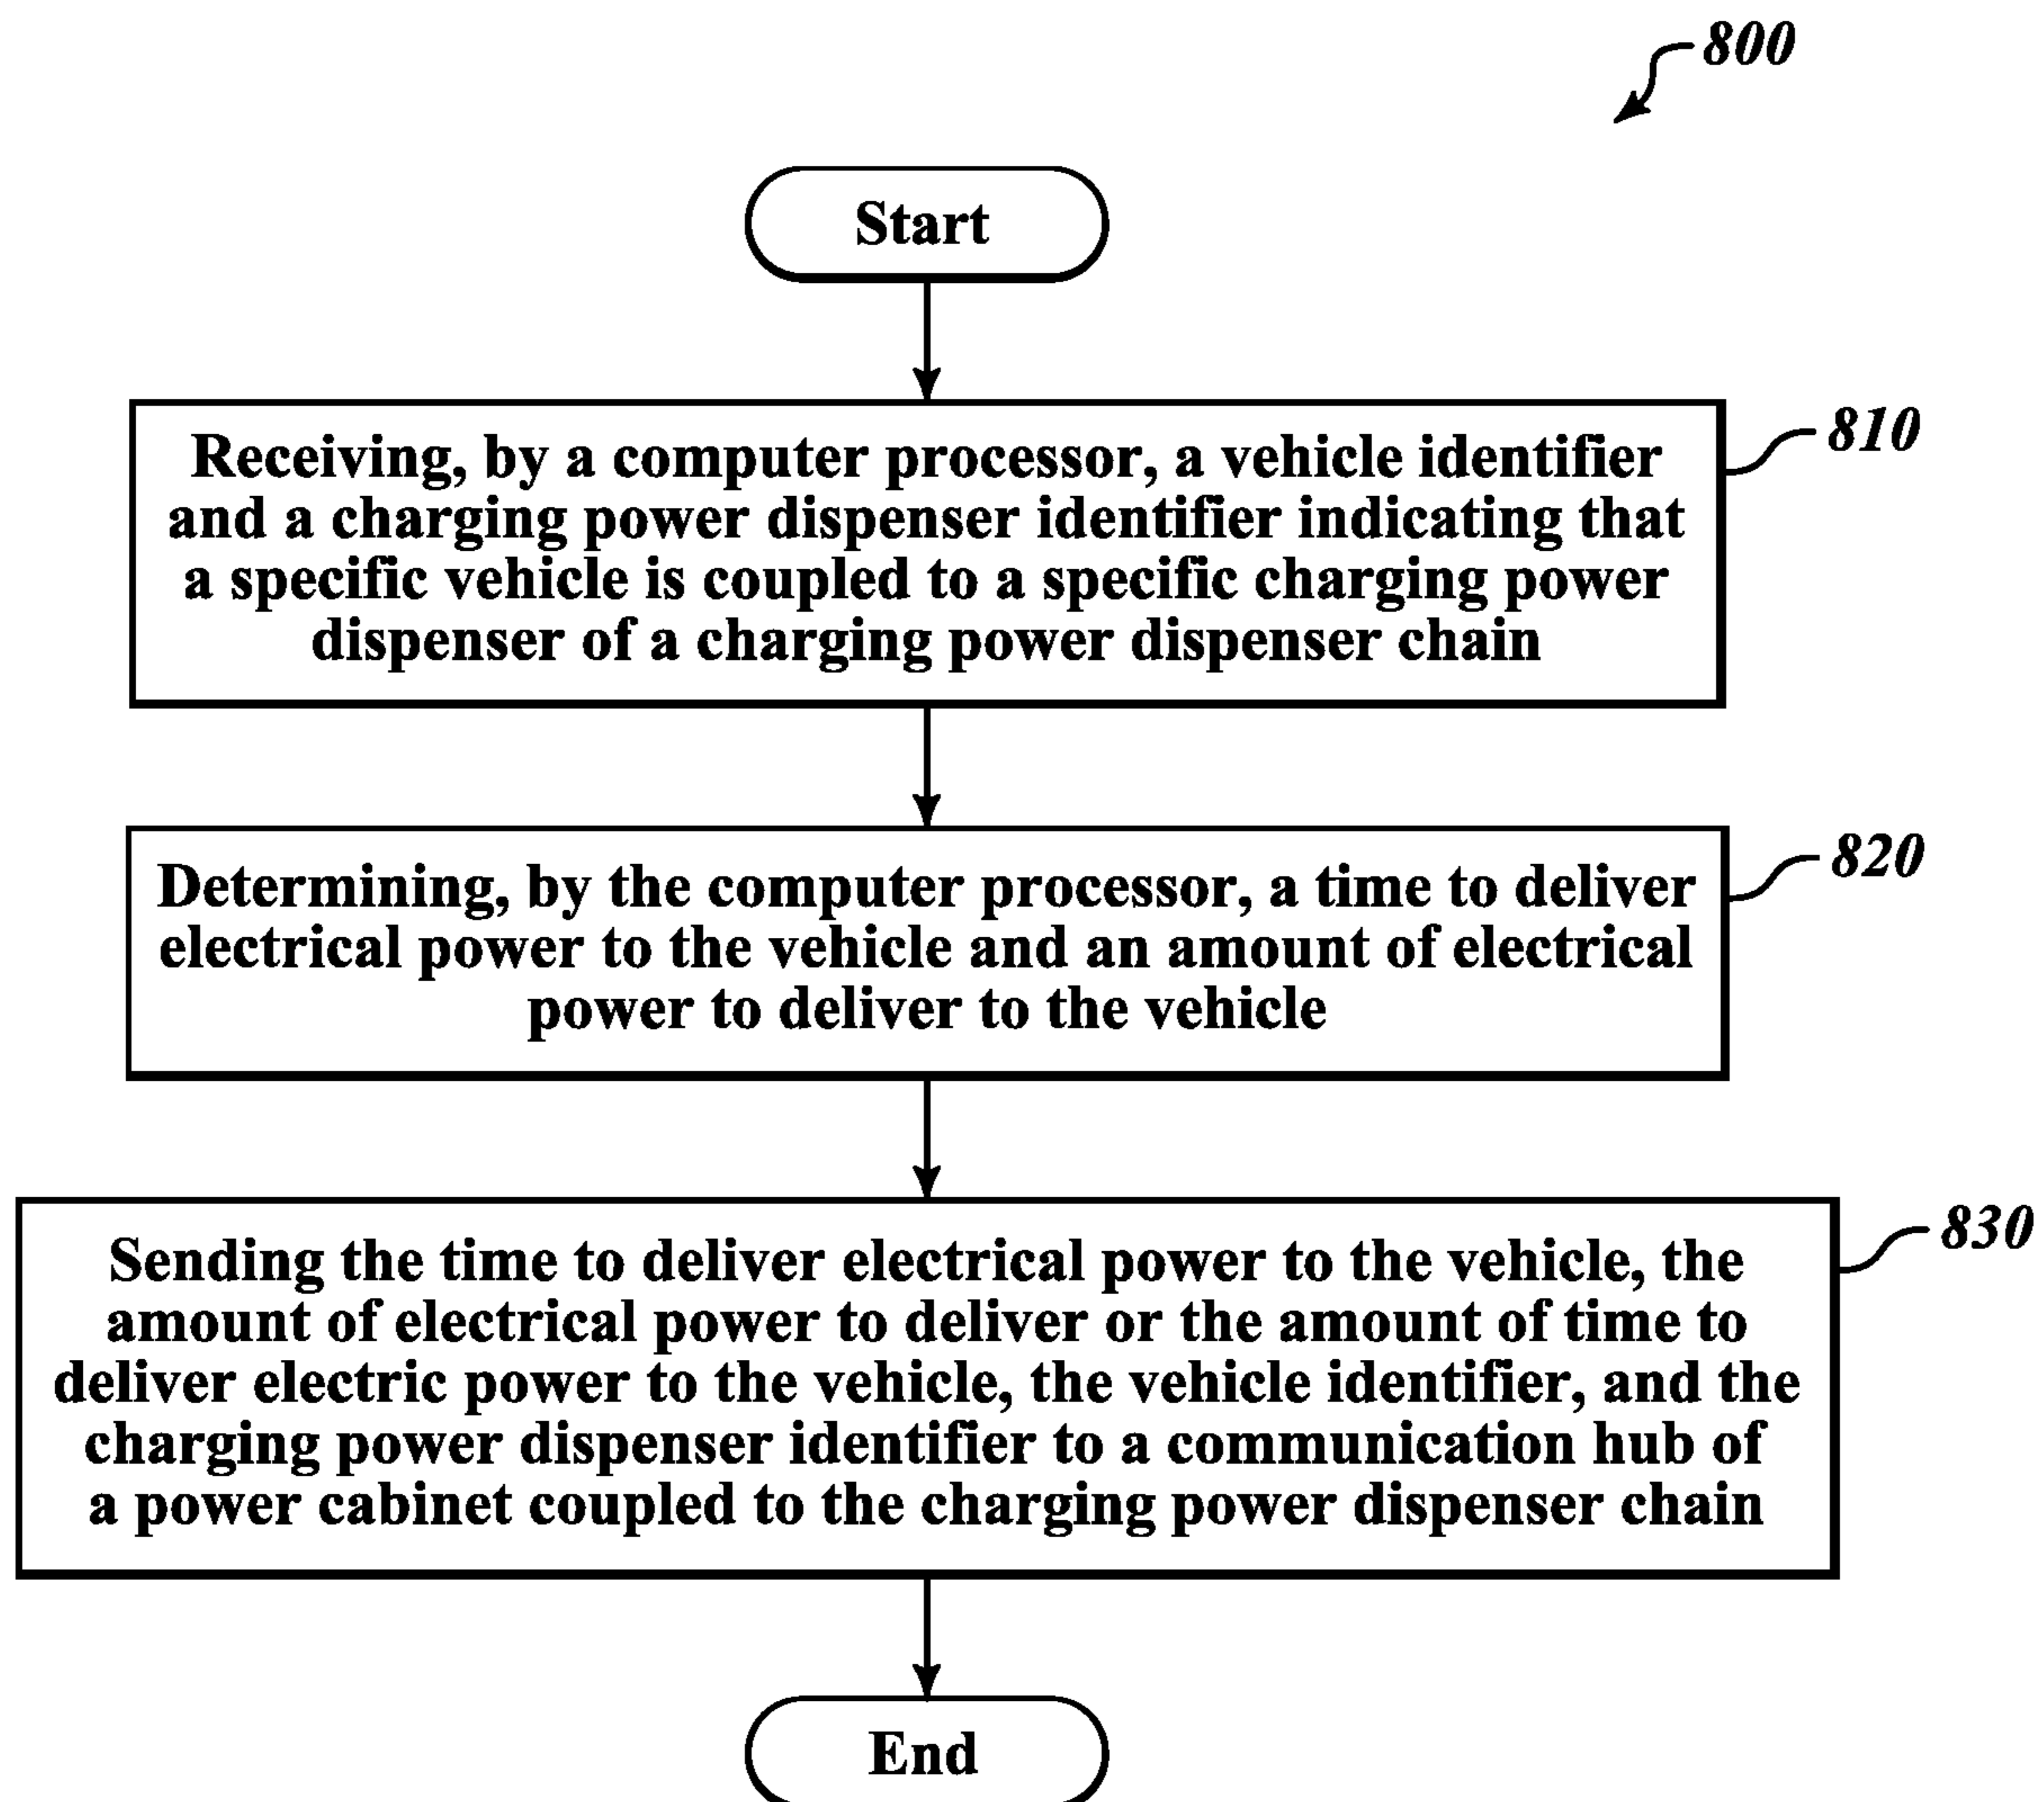 800
Start
Receiving, by a computer processor, a vehicle identifier
and a charging power dispenser identifier indicating that
a specific vehicle is coupled to a specific charging power
dispenser of a charging power dispenser chain
810
Determining, by the computer processor, a time to deliver
electrical power to the vehicle and an amount of electrical
power to deliver to the vehicle
820
Sending the time to deliver electrical power to the vehicle, the
amount of electrical power to deliver or the amount of time to
deliver electric power to the vehicle, the vehicle identifier, and the
charging power dispenser identifier to a communication hub of
a power cabinet coupled to the charging power dispenser chain
830
End